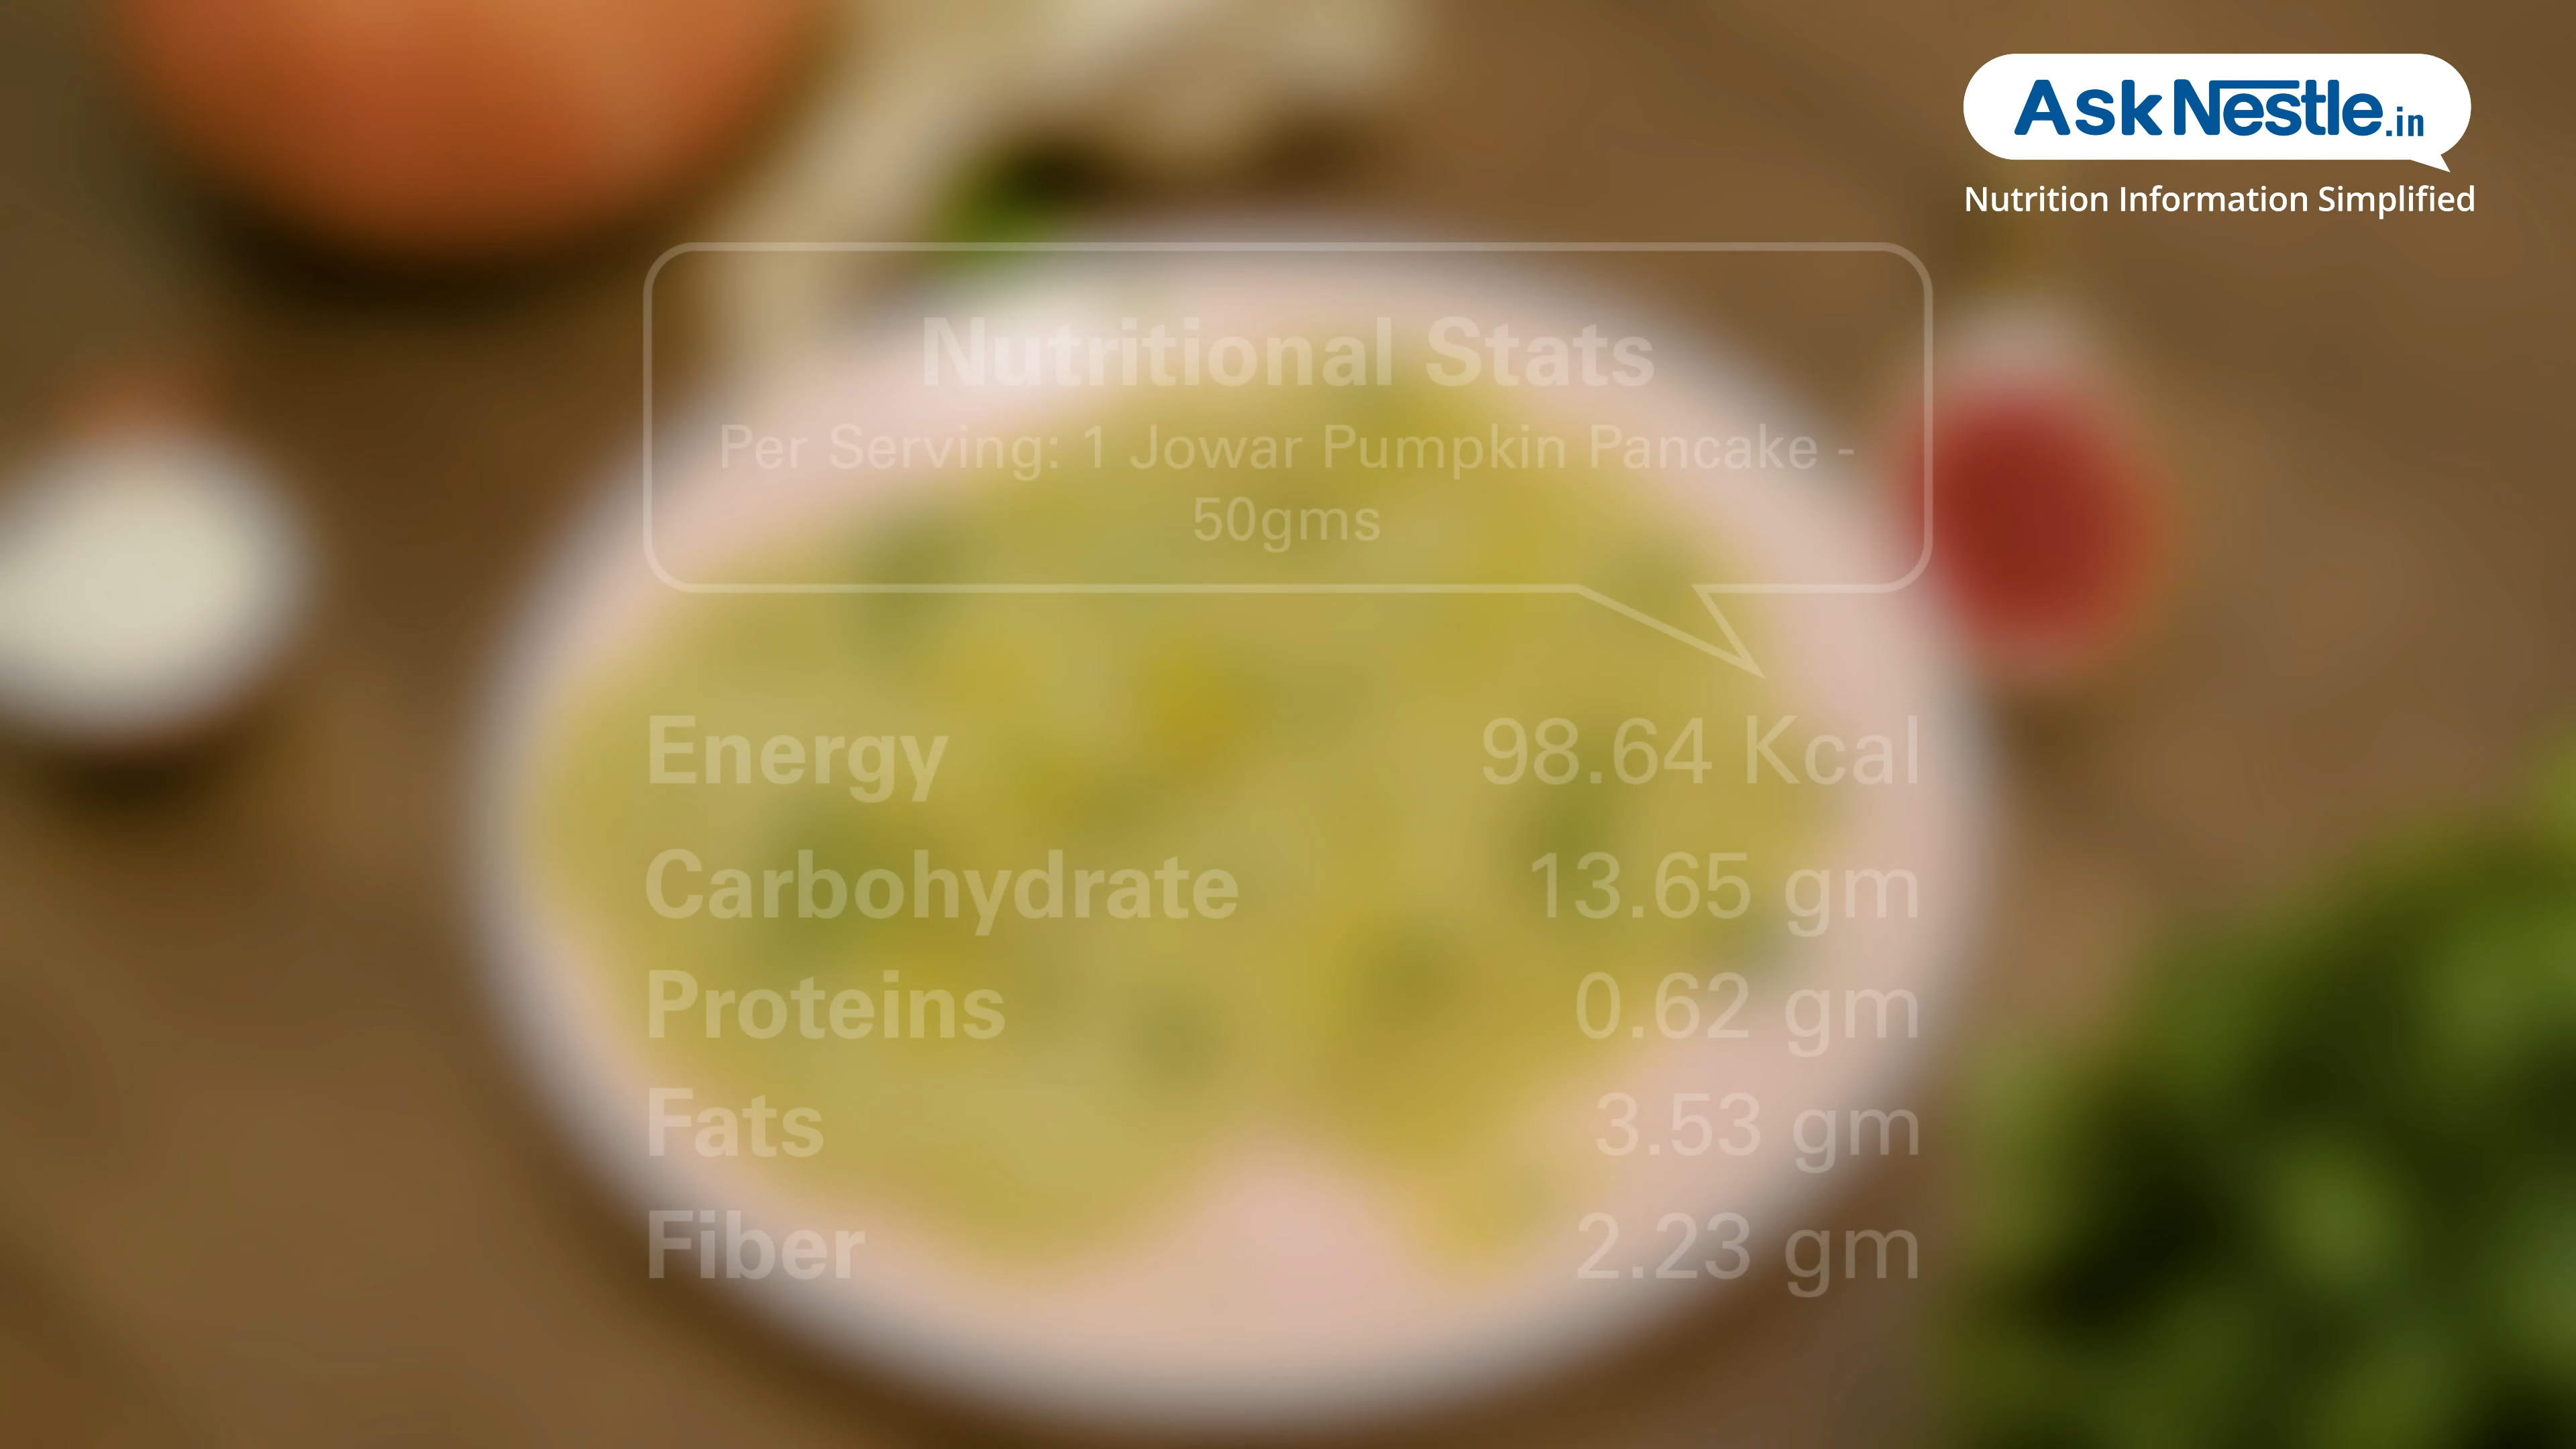 AskNestle.in
Nutrition Information Simplified
Nutritional Stats
Per Serving: 1 Jowar Pumpkin Pancake -
50gms
Energy 98.64 Kcal
Carbohydrate 13.65 gm
Proteins 0.62 gm
Fats 3.53 gm
Fiber 2.23 gm